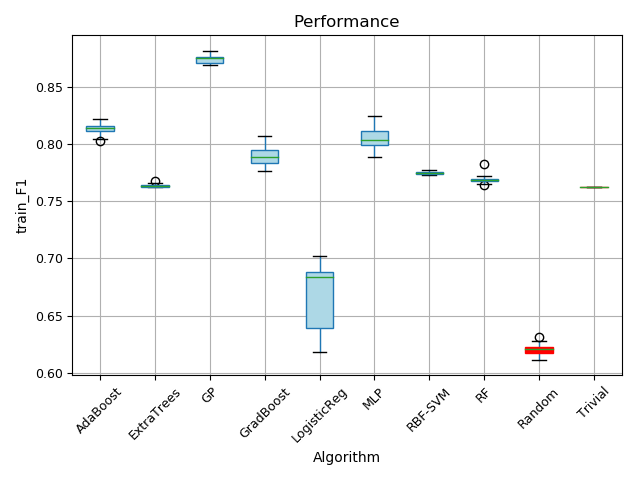 Performance
train_F1
0.85
0.80
0.75
0.70
0.65
0.60
AdaBoost
ExtraTrees
GP
GradBoost
LogisticReg
MLP
RBF-SVM
RF
Random
Trivial
Algorithm